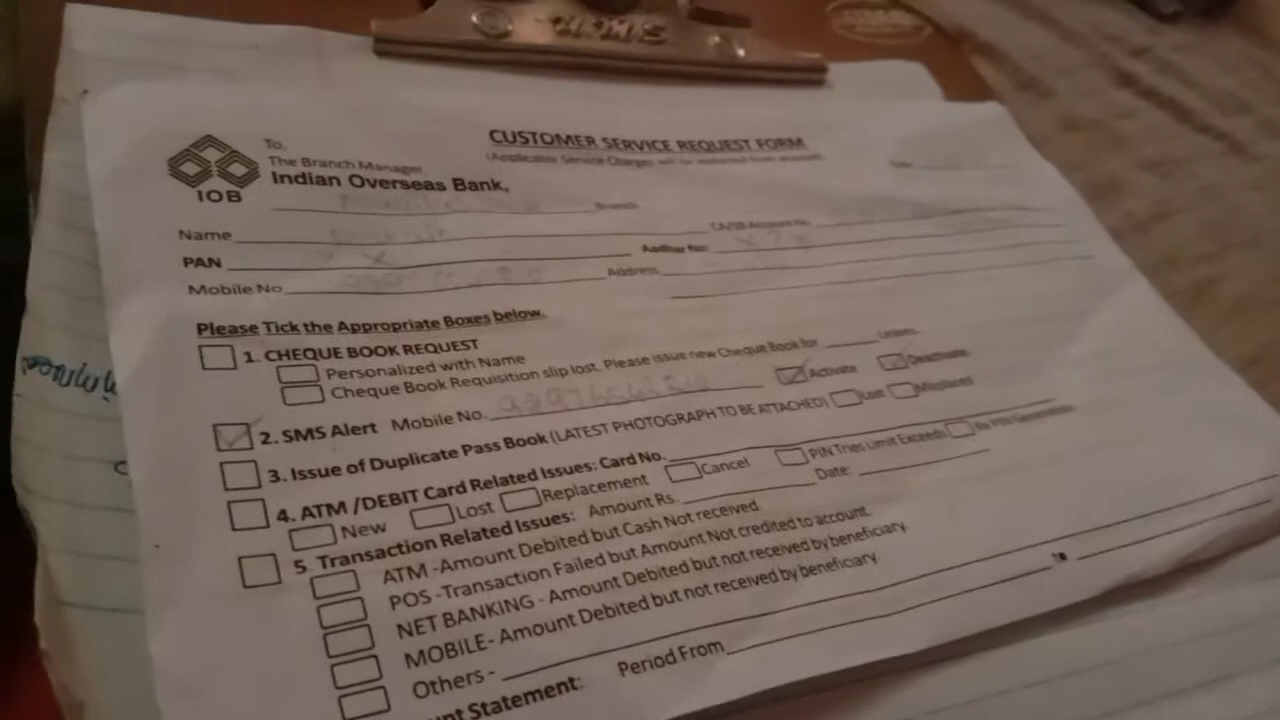 CUSTOMER SERVICE REQUEST FORM
(Applicable Service Charges will be deducted from account)
To,
The Branch Manager,
Indian Overseas Bank,
IOB
Branch
Name CA/SB Account No.
PAN Aadhar No:
Mobile No Address
Please Tick the Appropriate Boxes below.
1. CHEQUE BOOK REQUEST
Personalized with Name
Cheque Book Requisition slip lost. Please issue new Cheque Book for Leaves.
2. SMS Alert Mobile No. Activate Deactivate
3. Issue of Duplicate Pass Book (LATEST PHOTOGRAPH TO BE ATTACHED) Lost Misplaced
4. ATM /DEBIT Card Related Issues: Card No.
New Lost Replacement Cancel PIN Tries Limit Exceeds Re PIN Generation
5. Transaction Related Issues: Amount Rs. Date:
ATM -Amount Debited but Cash Not received
POS -Transaction Failed but Amount Not credited to account.
NET BANKING - Amount Debited but not received by beneficiary.
MOBILE- Amount Debited but not received by beneficiary.
Others -
nt Statement: Period From to